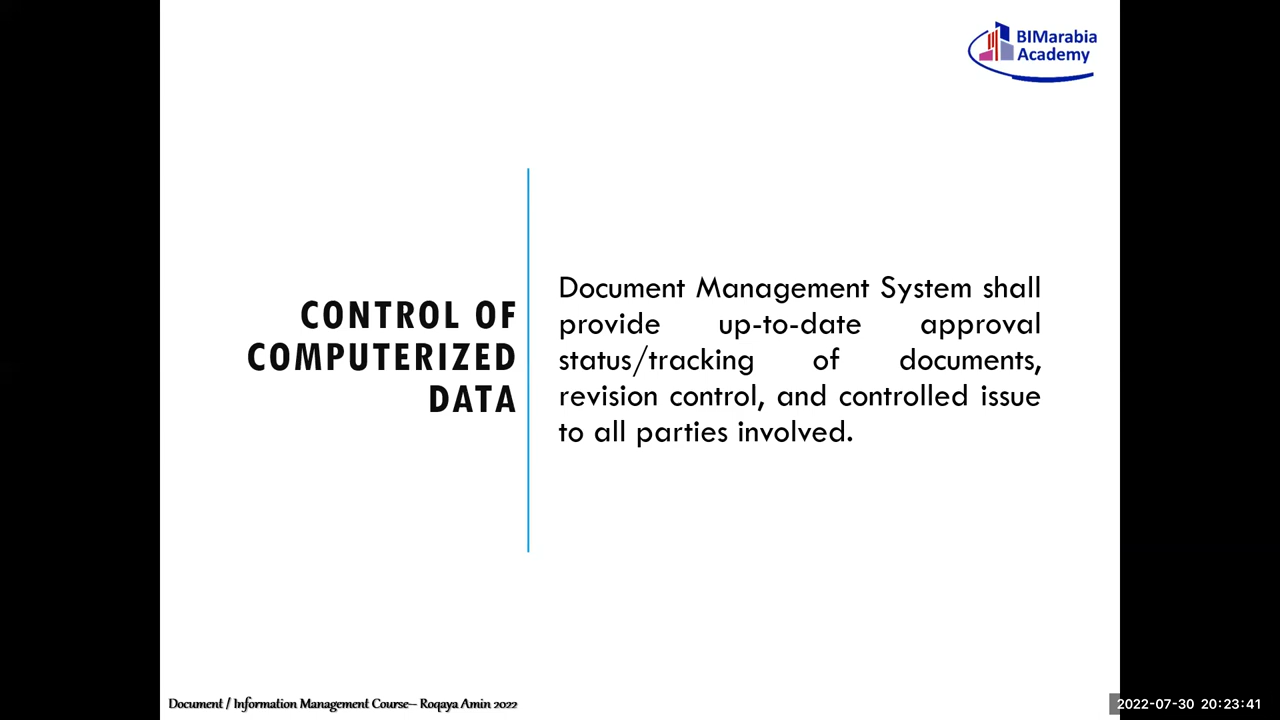 BIMarabia
Academy
CONTROL OF
COMPUTERIZED
DATA
Document Management System shall
provide up-to-date approval
status/tracking of documents,
revision control, and controlled issue
to all parties involved.
Document / Information Management Course– Roqaya Amin 2022
2022-07-30 20:23:41